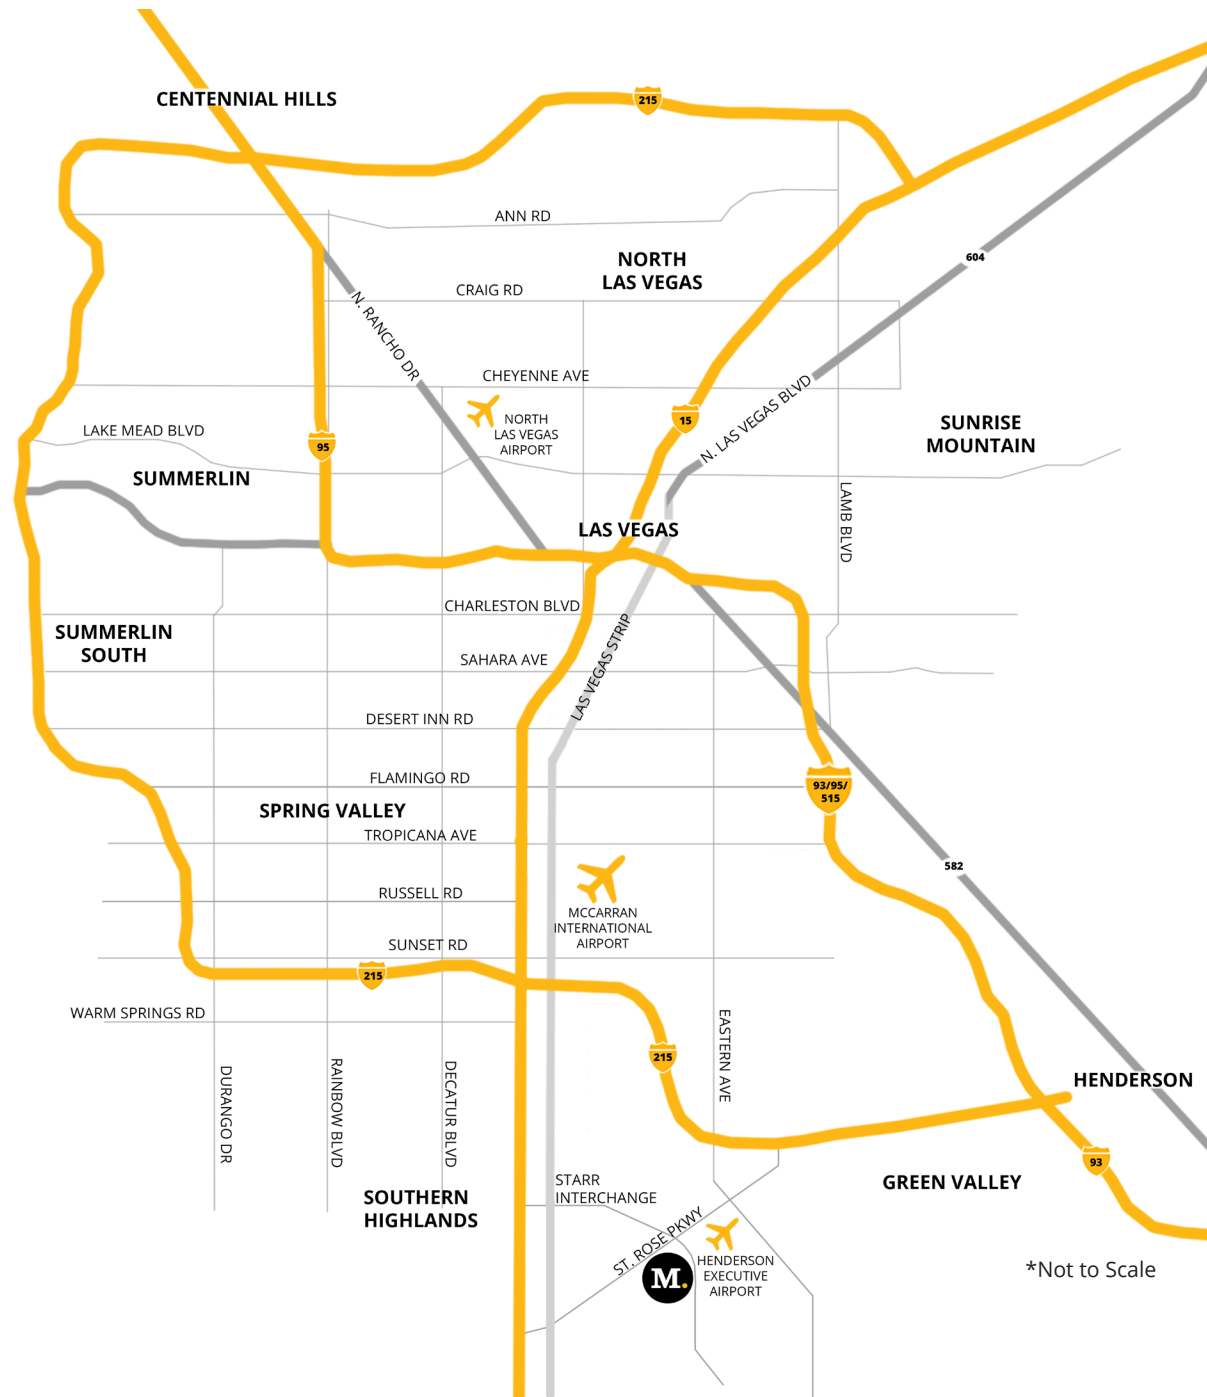 CENTENNIAL HILLS
215
ANN RD
NORTH
LAS VEGAS
604
CRAIG RD
N. RANCHO DR
CHEYENNE AVE
NORTH
LAS VEGAS
AIRPORT
15
N. LAS VEGAS BLVD
SUNRISE
MOUNTAIN
LAKE MEAD BLVD
95
SUMMERLIN
LAS VEGAS
LAMB BLVD
CHARLESTON BLVD
SUMMERLIN
SOUTH
SAHARA AVE
LAS VEGAS STRIP
DESERT INN RD
FLAMINGO RD
93/95/
515
SPRING VALLEY
TROPICANA AVE
582
RUSSELL RD
MCCARRAN
INTERNATIONAL
AIRPORT
SUNSET RD
215
WARM SPRINGS RD
215
EASTERN AVE
DURANGO DR
RAINBOW BLVD
DECATUR BLVD
HENDERSON
93
GREEN VALLEY
SOUTHERN
HIGHLANDS
STARR
INTERCHANGE
ST. ROSE PKWY
M.
HENDERSON
EXECUTIVE
AIRPORT
*Not to Scale